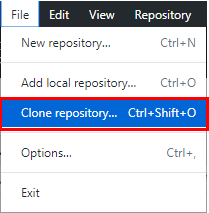 File Edit View Repository
New repository... Ctrl+N
Add local repository... Ctrl+O
Clone repository... Ctrl+Shift+O
Options... Ctrl+,
Exit